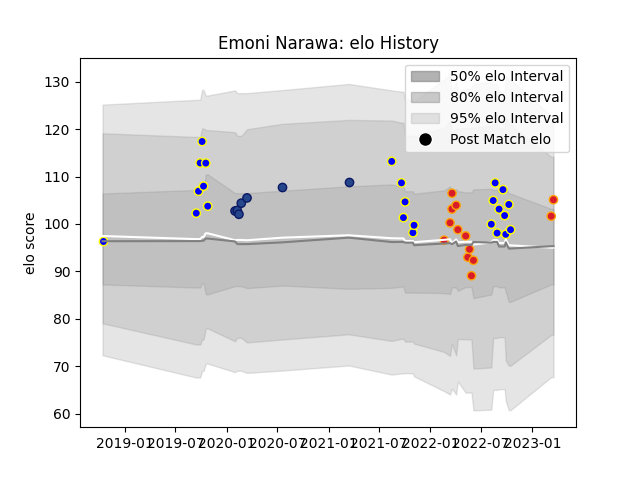 Emoni Narawa: elo History
50% elo Interval
80% elo Interval
95% elo Interval
Post Match elo
elo score
130
120
110
100
90
80
70
60
2019-01 2019-07 2020-01 2020-07 2021-01 2021-07 2022-01 2022-07 2023-01